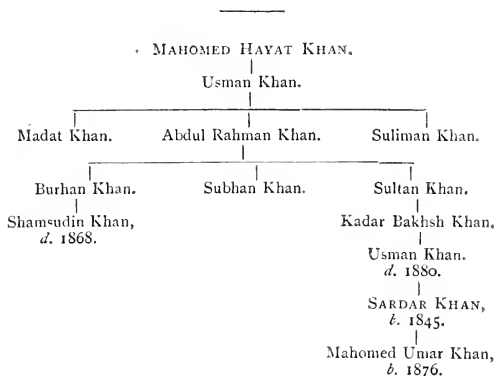 MAHOMED HAYAT KHAN.
Usman Khan.
Madat Khan. Abdul Rahman Khan. Suliman Khan.
Burhan Khan. Subhan Khan. Sultan Khan.
Shamsudin Khan, Kadar Bakhsh Khan.
d. 1868. Usman Khan.
d. 1880.
SARDAR KHAN,
b. 1845.
Mahomed Umar Khan,
b. 1876.